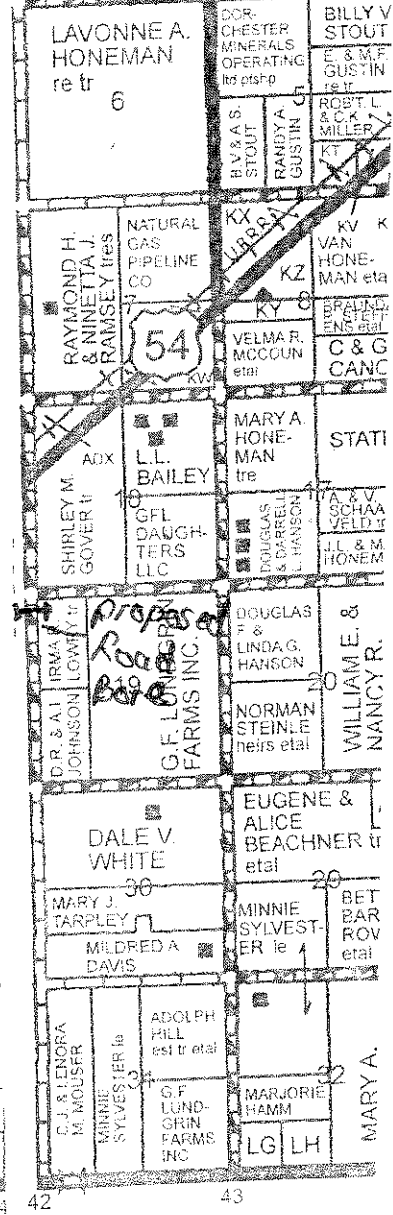 LAVONNE A.
HONEMAN
re tr
6
DOR-
CHESTER
MINERALS
OPERATING
ltd ptshp
BILLY V
STOUT
E. & M.F.
GUSTIN
re tr
5
B.V & A.S.
STOUT
RANDY A.
GUSTIN
ROB'T. L.
& C.K.
MILLER
KT
RAYMOND H.
& NINETTA J.
RAMSEY tres
NATURAL
GAS
PIPELINE
CO
7
54
KW
KX
KZ
KY
8
KV
K
VAN
HONE-
MAN eta
VELMA R.
MCCOUN
etal
ENS etal
C & G
CANC
ADX
SHIRLEY M.
GOVER tr
L.L.
BAILEY
GFL
DAUGH-
TERS
LLC
MARY A.
HONE-
MAN
tre
STATI
17
DOUGLAS
& DARRELL
L. HANSON
A. & V.
SCHAA
VELD tr
J.L. & M
HONEM
Proposed
Road
Bore
IRMA
LOWEY tr
D.R. & A.I
JOHNSON
19
G.F. LUNDGRIN
FARMS INC.
DOUGLAS
F. &
LINDA G.
HANSON
20
NORMAN
STEINLE
heirs etal
WILLIAM E. &
NANCY R.
DALE V.
WHITE
30
MARY J.
TARPLEY
MILDRED A
DAVIS
EUGENE &
ALICE
BEACHNER tr
etal
29
MINNIE
SYLVEST-
ER le
BET
BAR
ROV
etal
C.J. & LENORA
M. MOUSER
MINNIE
SYLVESTER le
ADOLPH
HILL
est tr etal
31
G.F.
LUND-
GRIN
FARMS
INC
32
MARJORIE
HAMM
LG
LH
MARY A.
42
43